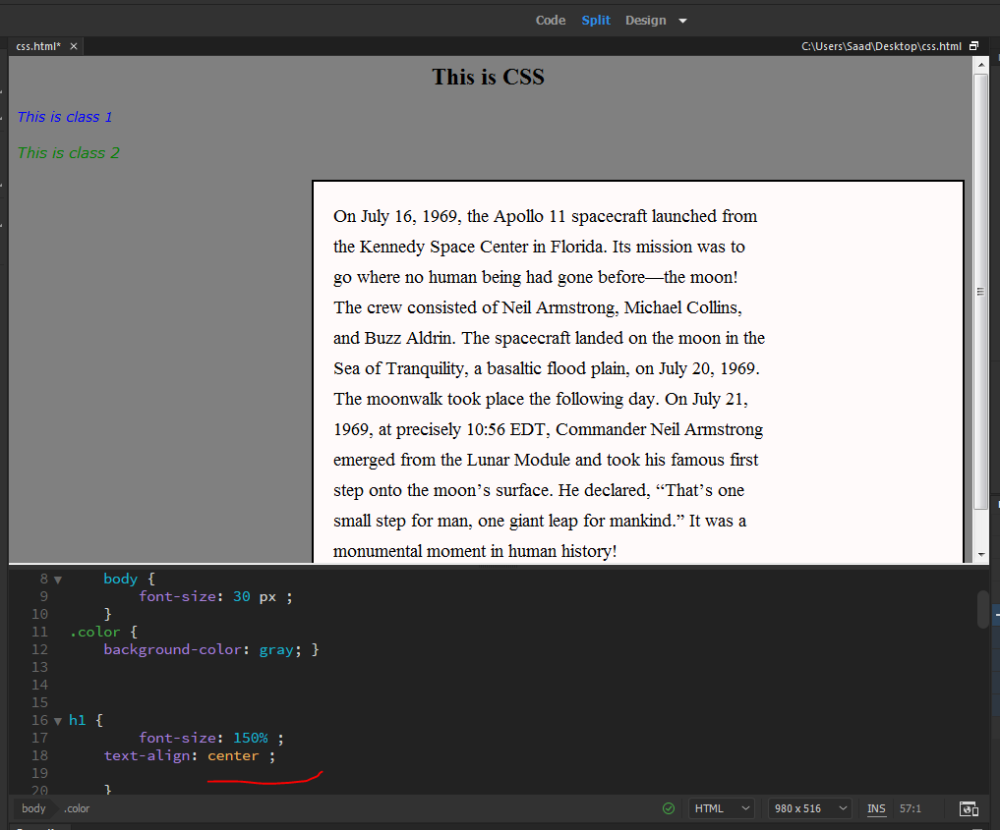 Code Split Design
css.html* × C:\Users\Saad\Desktop\css.html
This is CSS
This is class 1
This is class 2
On July 16, 1969, the Apollo 11 spacecraft launched from
the Kennedy Space Center in Florida. Its mission was to
go where no human being had gone before—the moon!
The crew consisted of Neil Armstrong, Michael Collins,
and Buzz Aldrin. The spacecraft landed on the moon in the
Sea of Tranquility, a basaltic flood plain, on July 20, 1969.
The moonwalk took place the following day. On July 21,
1969, at precisely 10:56 EDT, Commander Neil Armstrong
emerged from the Lunar Module and took his famous first
step onto the moon’s surface. He declared, “That’s one
small step for man, one giant leap for mankind.” It was a
monumental moment in human history!
8 body {
9 font-size: 30 px ;
10 }
11 .color {
12 background-color: gray; }
13
14
15
16 h1 {
17 font-size: 150% ;
18 text-align: center ;
19
20 }
body .color HTML 980 x 516 INS 57:1